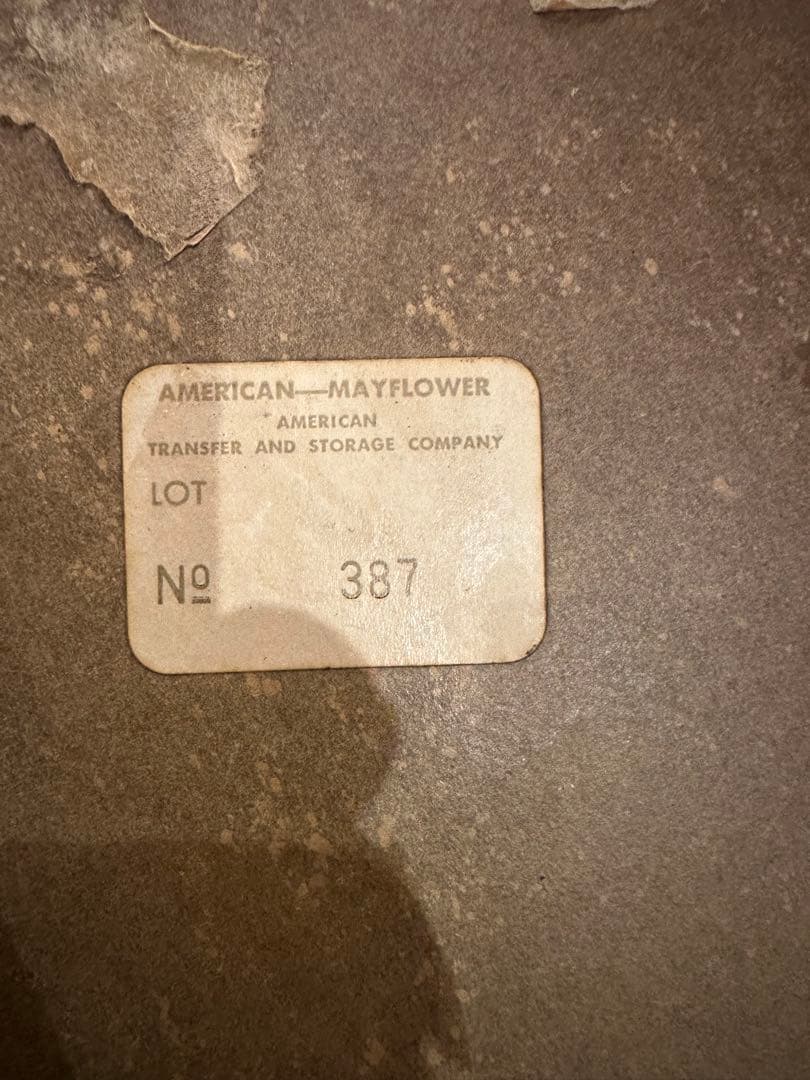 AMERICAN—MAYFLOWER
AMERICAN
TRANSFER AND STORAGE COMPANY
LOT
Nº 387